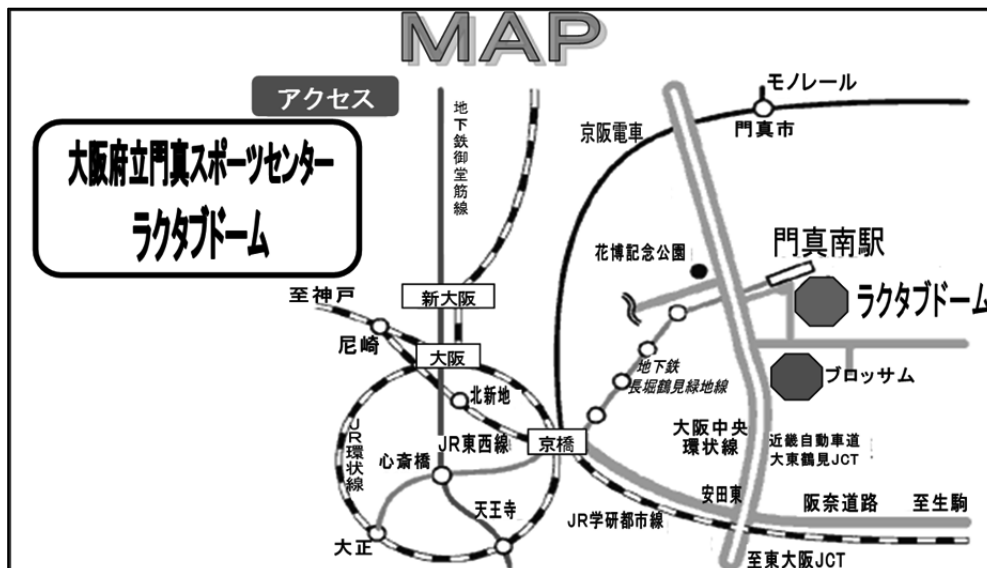 MAP
アクセス
大阪府立門真スポーツセンター
ラクタブドーム
地下鉄御堂筋線
モノレール
京阪電車
門真市
門真南駅
花博記念公園
ラクタブドーム
至神戸
新大阪
尼崎
大阪
地下鉄
長堀鶴見緑地線
ブロッサム
北新地
JR環状線
JR東西線
京橋
大阪中央
環状線
近畿自動車道
大東鶴見JCT
心斎橋
天王寺
安田東
阪奈道路
至生駒
JR学研都市線
大正
至東大阪JCT